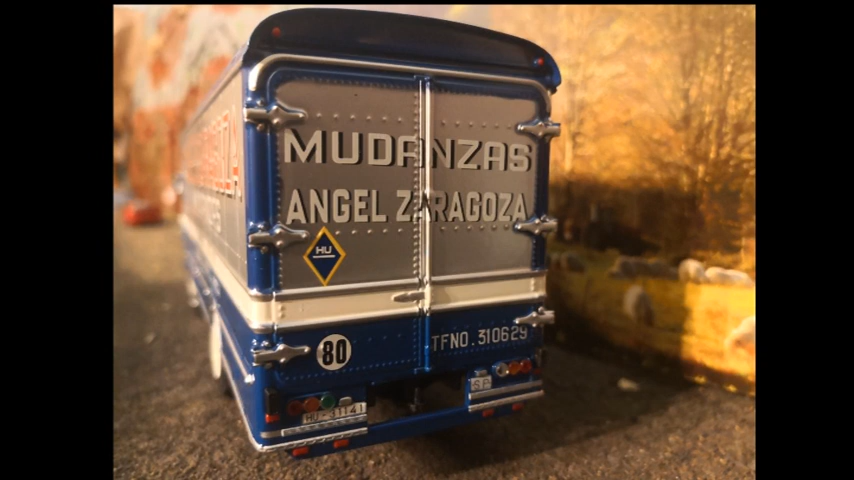 MUDANZAS
ANGEL ZARAGOZA
HU
80
TFNO. 310629
SP
HU-31141